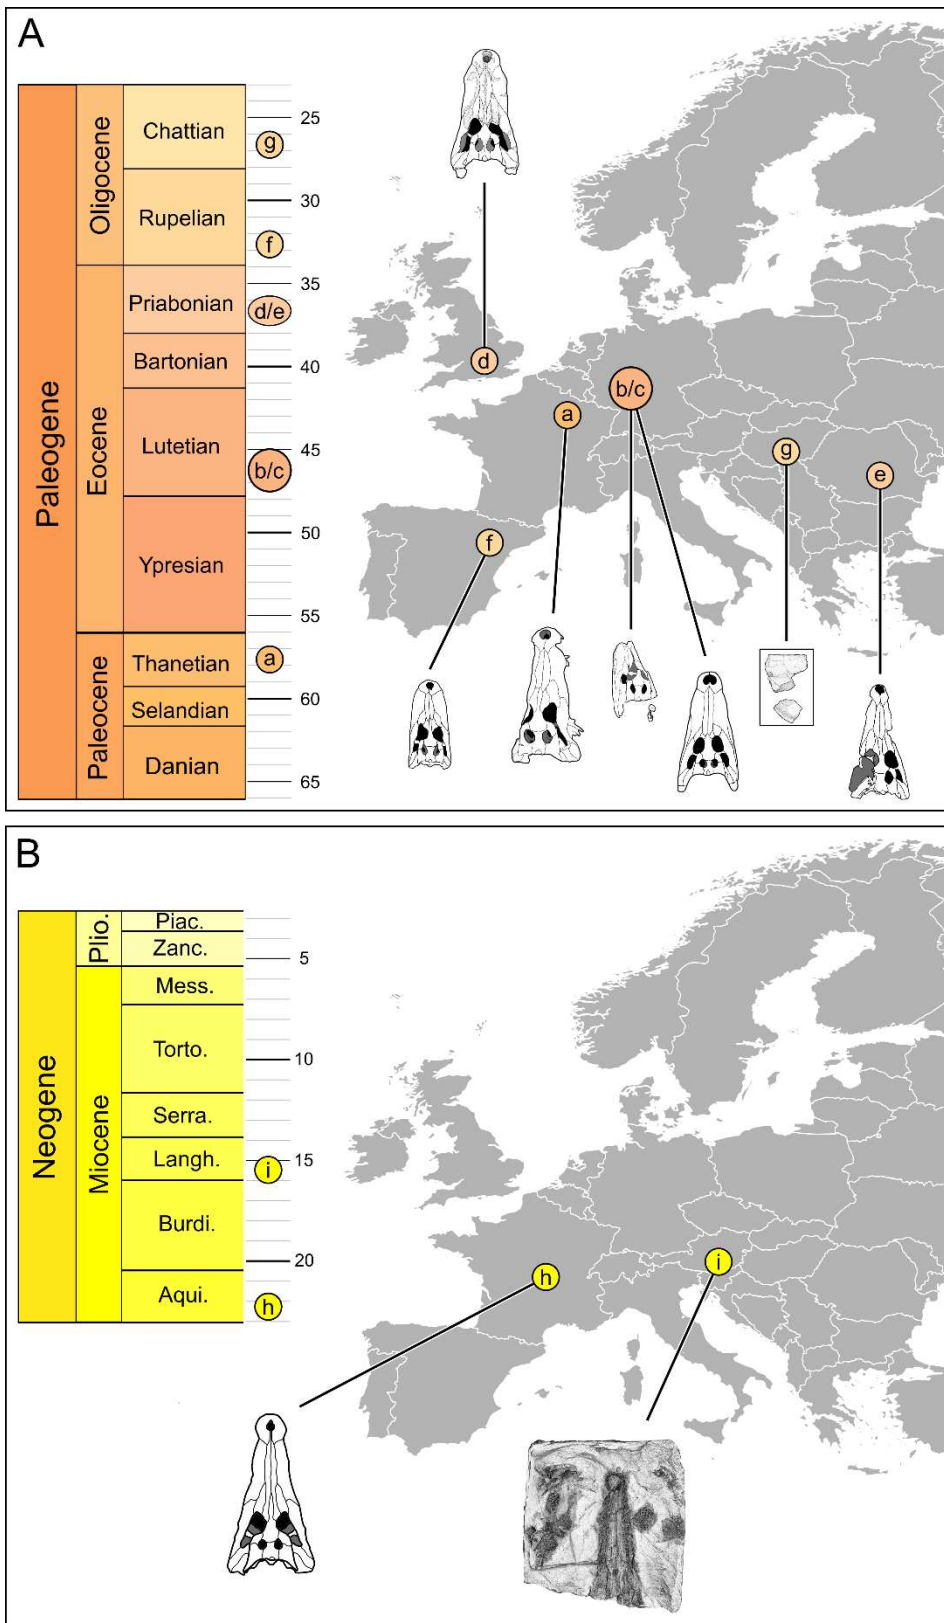 A
Paleogene
Oligocene
Eocene
Paleocene
Chattian
Rupelian
Priabonian
Bartonian
Lutetian
Ypresian
Thanetian
Selandian
Danian
g
f
d/e
b/c
a
25
30
35
40
45
50
55
60
65
d
b/c
a
g
e
f
B
Neogene
Plio.
Miocene
Piac.
Zanc.
Mess.
Torto.
Serra.
Langh.
Burdi.
Aqui.
i
h
5
10
15
20
h
i